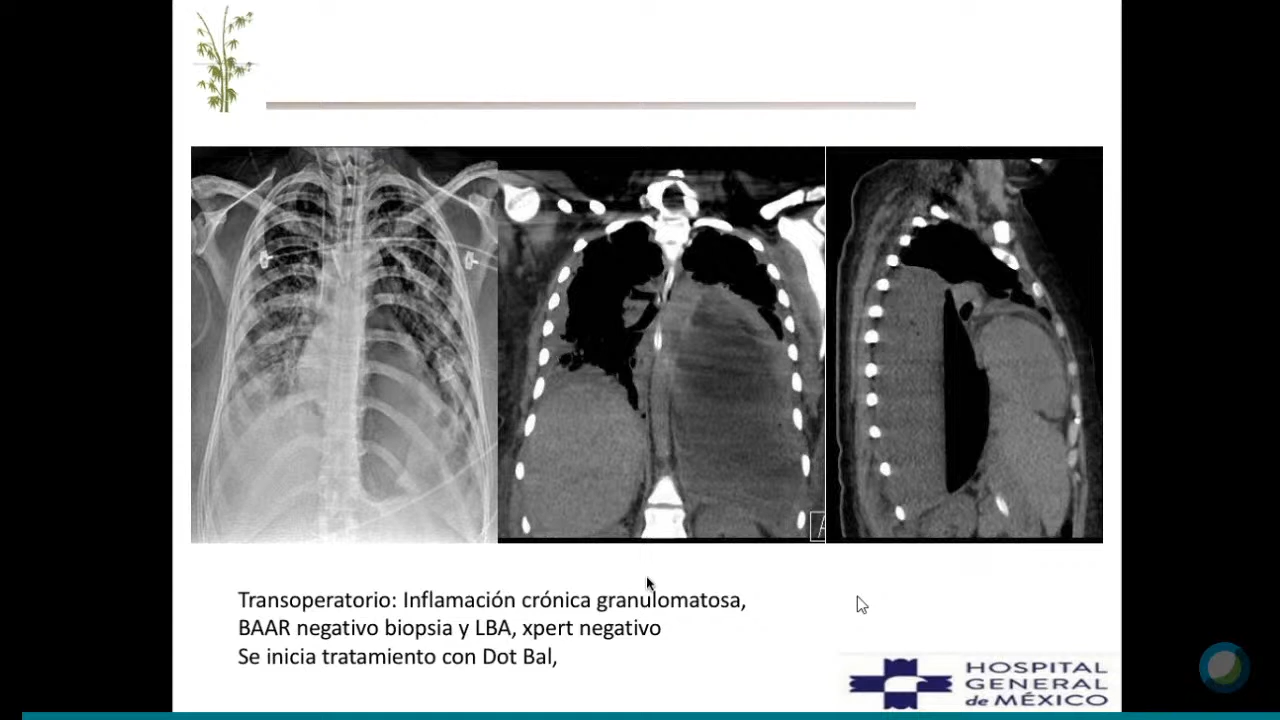 Transoperatorio: Inflamación crónica granulomatosa,
BAAR negativo biopsia y LBA, xpert negativo
Se inicia tratamiento con Dot Bal,
HOSPITAL
GENERAL
de MÉXICO